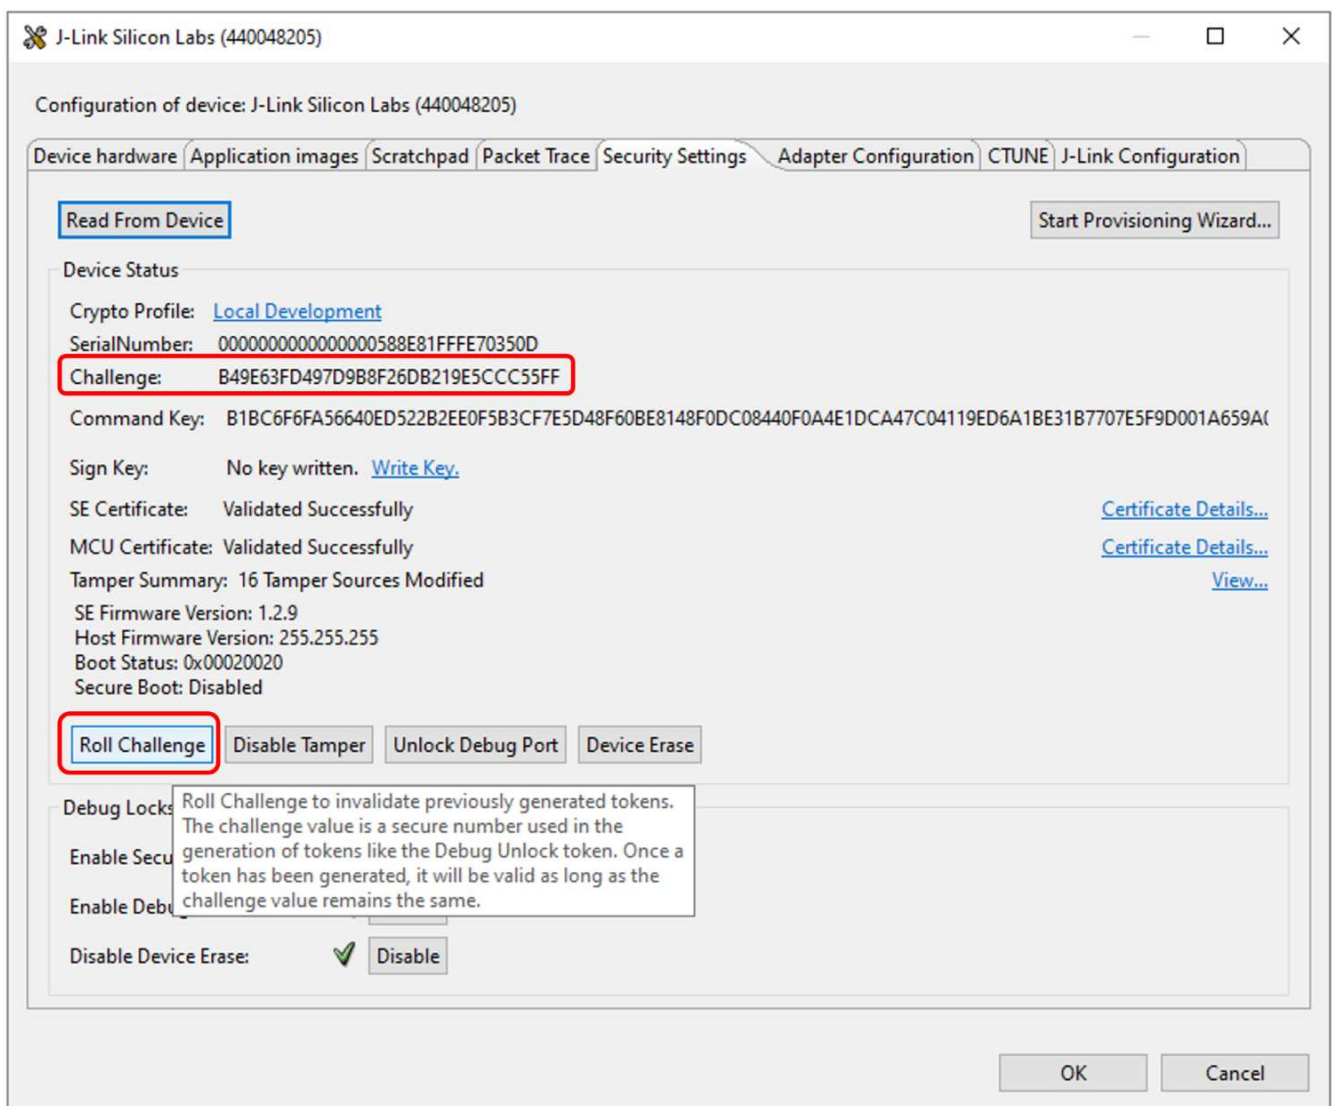 J-Link Silicon Labs (440048205)
Configuration of device: J-Link Silicon Labs (440048205)
Device hardware Application images Scratchpad Packet Trace Security Settings Adapter Configuration CTUNE J-Link Configuration
Read From Device Start Provisioning Wizard...
Device Status
Crypto Profile: Local Development
SerialNumber: 0000000000000000588E81FFFE70350D
Challenge: B49E63FD497D9B8F26DB219E5CCC55FF
Command Key: B1BC6F6FA56640ED522B2EE0F5B3CF7E5D48F60BE8148F0DC08440F0A4E1DCA47C04119ED6A1BE31B7707E5F9D001A659A
Sign Key: No key written. Write Key.
SE Certificate: Validated Successfully Certificate Details...
MCU Certificate: Validated Successfully Certificate Details...
Tamper Summary: 16 Tamper Sources Modified View...
SE Firmware Version: 1.2.9
Host Firmware Version: 255.255.255
Boot Status: 0x00020020
Secure Boot: Disabled
Roll Challenge Disable Tamper Unlock Debug Port Device Erase
Roll Challenge to invalidate previously generated tokens.
The challenge value is a secure number used in the
generation of tokens like the Debug Unlock token. Once a
token has been generated, it will be valid as long as the
challenge value remains the same.
Debug Locks
Enable Secu
Enable Debu
Disable Device Erase: Disable
OK Cancel